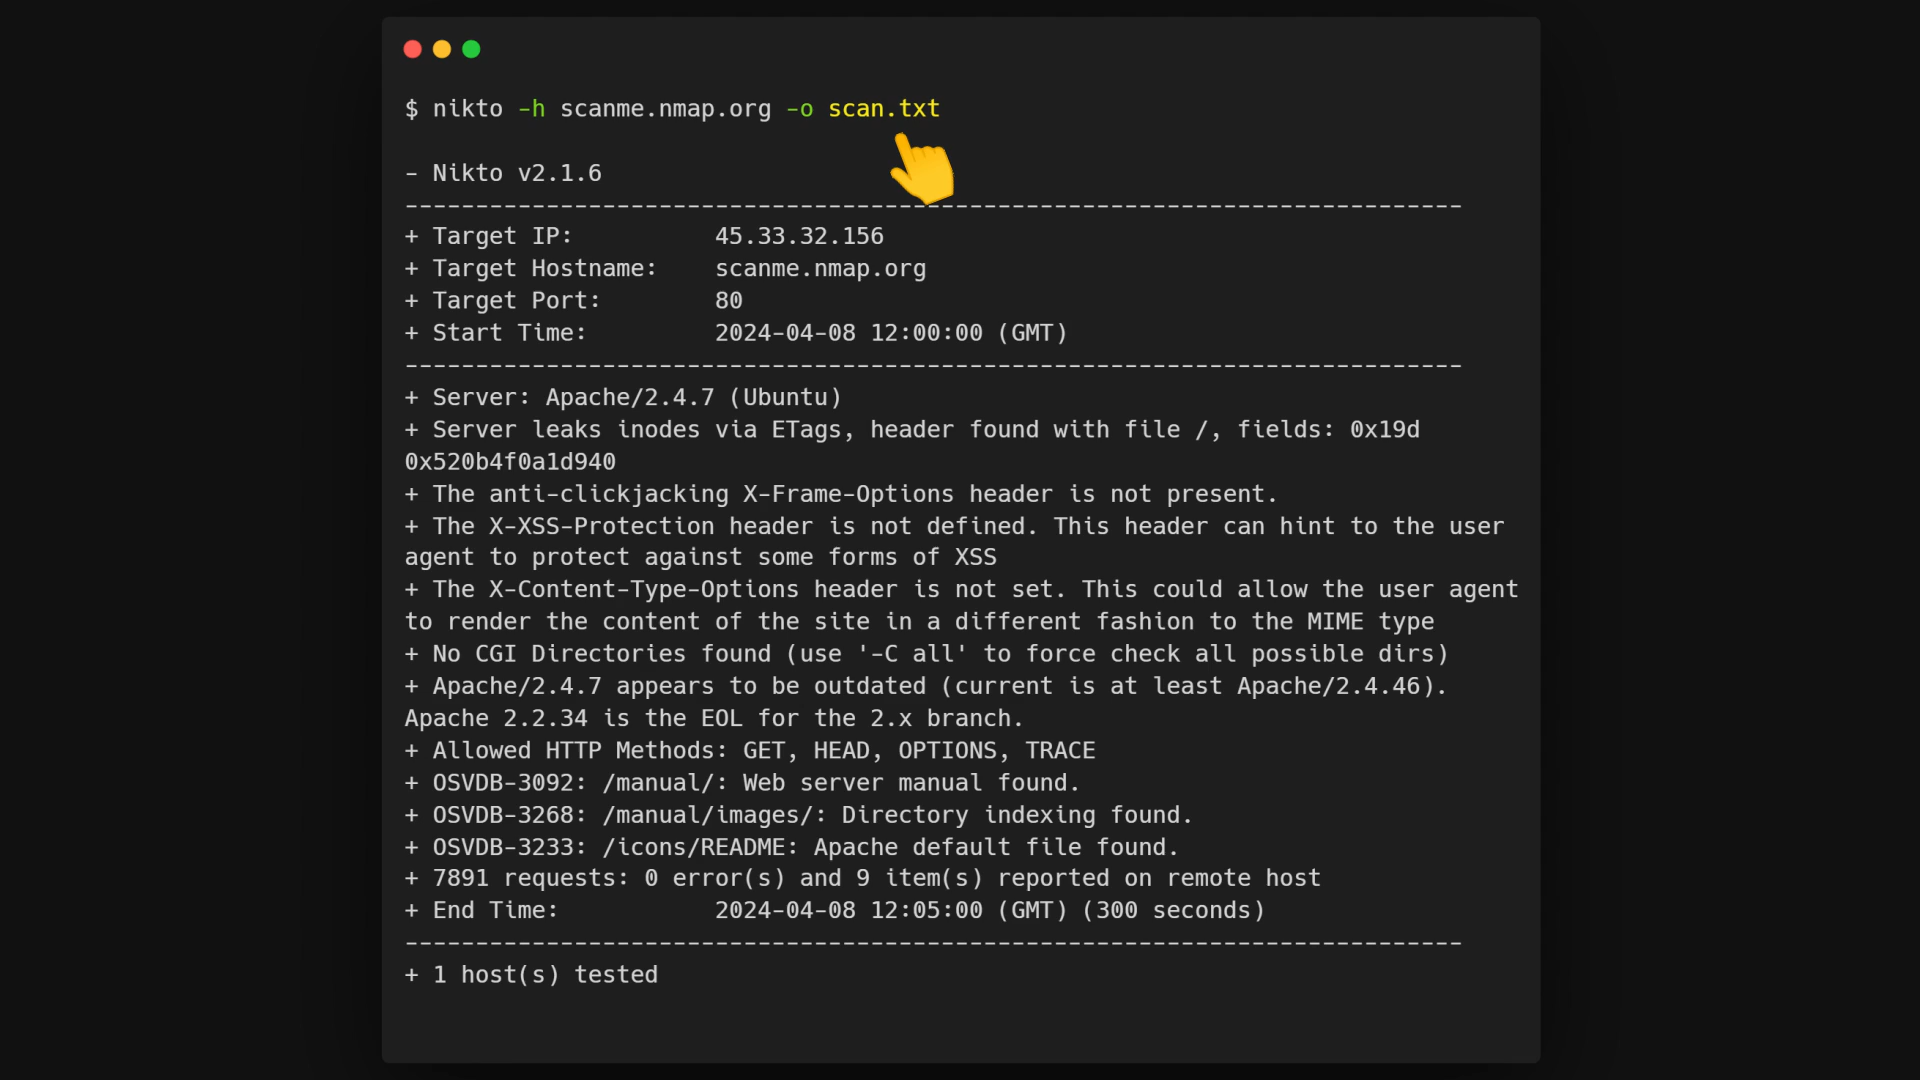 $ nikto -h scanme.nmap.org -o scan.txt
- Nikto v2.1.6
---------------------------------------------------------------------------
+ Target IP:          45.33.32.156
+ Target Hostname:    scanme.nmap.org
+ Target Port:        80
+ Start Time:         2024-04-08 12:00:00 (GMT)
---------------------------------------------------------------------------
+ Server: Apache/2.4.7 (Ubuntu)
+ Server leaks inodes via ETags, header found with file /, fields: 0x19d
0x520b4f0a1d940
+ The anti-clickjacking X-Frame-Options header is not present.
+ The X-XSS-Protection header is not defined. This header can hint to the user
agent to protect against some forms of XSS
+ The X-Content-Type-Options header is not set. This could allow the user agent
to render the content of the site in a different fashion to the MIME type
+ No CGI Directories found (use '-C all' to force check all possible dirs)
+ Apache/2.4.7 appears to be outdated (current is at least Apache/2.4.46).
Apache 2.2.34 is the EOL for the 2.x branch.
+ Allowed HTTP Methods: GET, HEAD, OPTIONS, TRACE
+ OSVDB-3092: /manual/: Web server manual found.
+ OSVDB-3268: /manual/images/: Directory indexing found.
+ OSVDB-3233: /icons/README: Apache default file found.
+ 7891 requests: 0 error(s) and 9 item(s) reported on remote host
+ End Time:           2024-04-08 12:05:00 (GMT) (300 seconds)
---------------------------------------------------------------------------
+ 1 host(s) tested